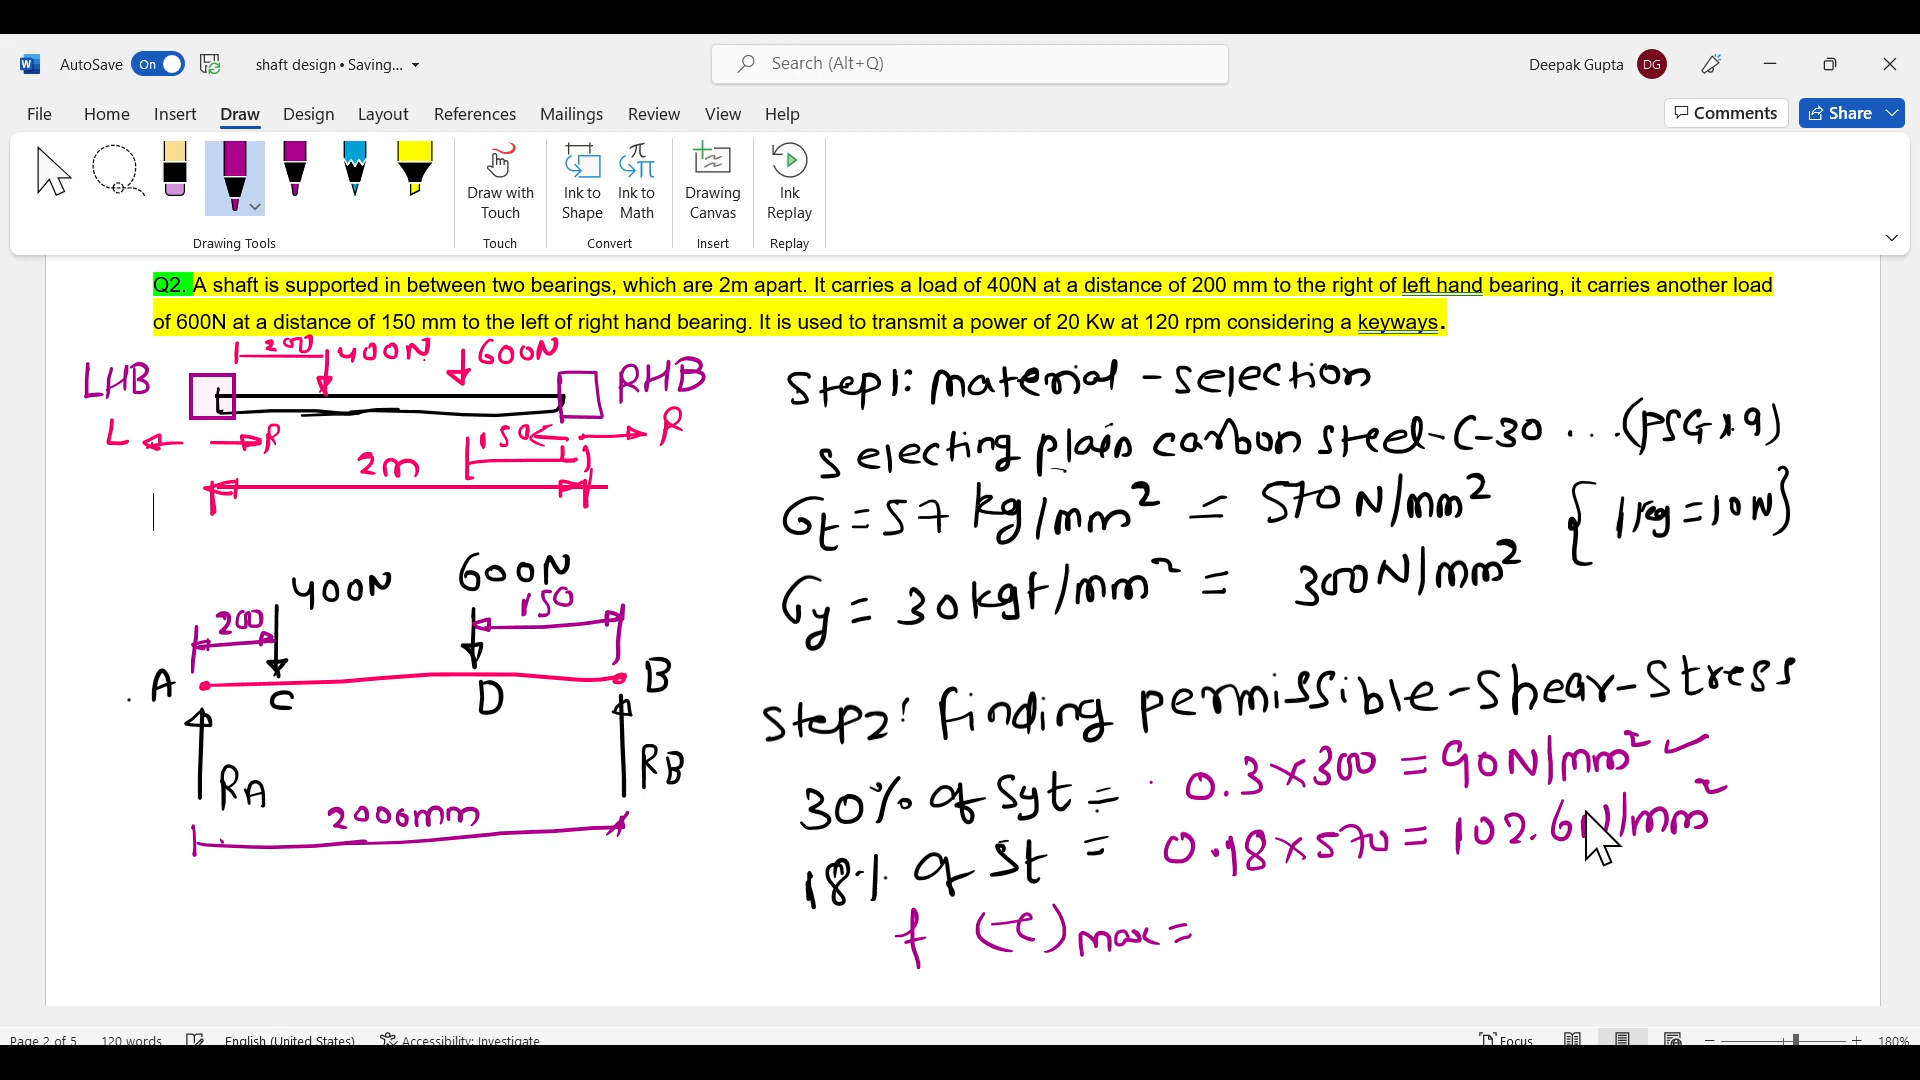 AutoSave On shaft design • Saving... Search (Alt+Q) Deepak Gupta DG
File Home Insert Draw Design Layout References Mailings Review View Help Comments Share
Draw with Touch Ink to Shape Ink to Math Drawing Canvas Ink Replay
Drawing Tools Touch Convert Insert Replay
Q2. A shaft is supported in between two bearings, which are 2m apart. It carries a load of 400N at a distance of 200 mm to the right of left hand bearing, it carries another load
of 600N at a distance of 150 mm to the left of right hand bearing. It is used to transmit a power of 20 Kw at 120 rpm considering a keyways.
200 400N 600N
LHB RHB
L R 150 R
2m
400N 600N
200 150
A C D B
RA RB
2000mm
Step1: material - selection
selecting plain carbon steel - C-30 ... (PSG 1.9)
σt = 57 kg/mm² = 570 N/mm² {1kg = 10N}
σy = 30 kgf/mm² = 300 N/mm²
Step2: finding permissible - shear - stress
30% of Syt = 0.3 × 300 = 90 N/mm² ✓
18% of St = 0.18 × 570 = 102.6 N/mm²
f (τ)max =
Page 2 of 5 120 words English (United States) Accessibility: Investigate Focus 180%